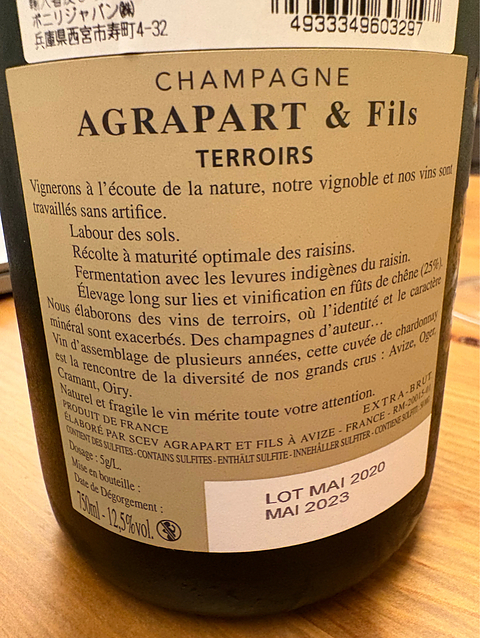 ボニリジャパン㈱
兵庫県西宮市寿町4-32
4933349603297
CHAMPAGNE
AGRAPART & Fils
TERROIRS
Vignerons à l'écoute de la nature, notre vignoble et nos vins sont
travaillés sans artifice.
Labour des sols.
Récolte à maturité optimale des raisins.
Fermentation avec les levures indigènes du raisin.
Élevage long sur lies et vinification en fûts de chêne (25%).
Nous élaborons des vins de terroirs, où l'identité et le caractère
minéral sont exacerbés. Des champagnes d'auteur...
Vin d'assemblage de plusieurs années, cette cuvée de chardonnay
est la rencontre de la diversité de nos grands crus : Avize, Oger,
Cramant, Oiry.
Naturel et fragile le vin mérite toute votre attention.
EXTRA-BRUT
PRODUIT DE FRANCE
ÉLABORÉ PAR SCEV AGRAPART ET FILS À AVIZE - FRANCE
CONTIENT DES SULFITES - CONTAINS SULFITES - ENTHÄLT SULFITE - INNEHÅLLER SULFITER - CONTIENE SULFITI
Dosage : 5g/L.
Mise en bouteille :
Date de Dégorgement :
LOT MAI 2020
MAI 2023
750ml - 12,5%vol.